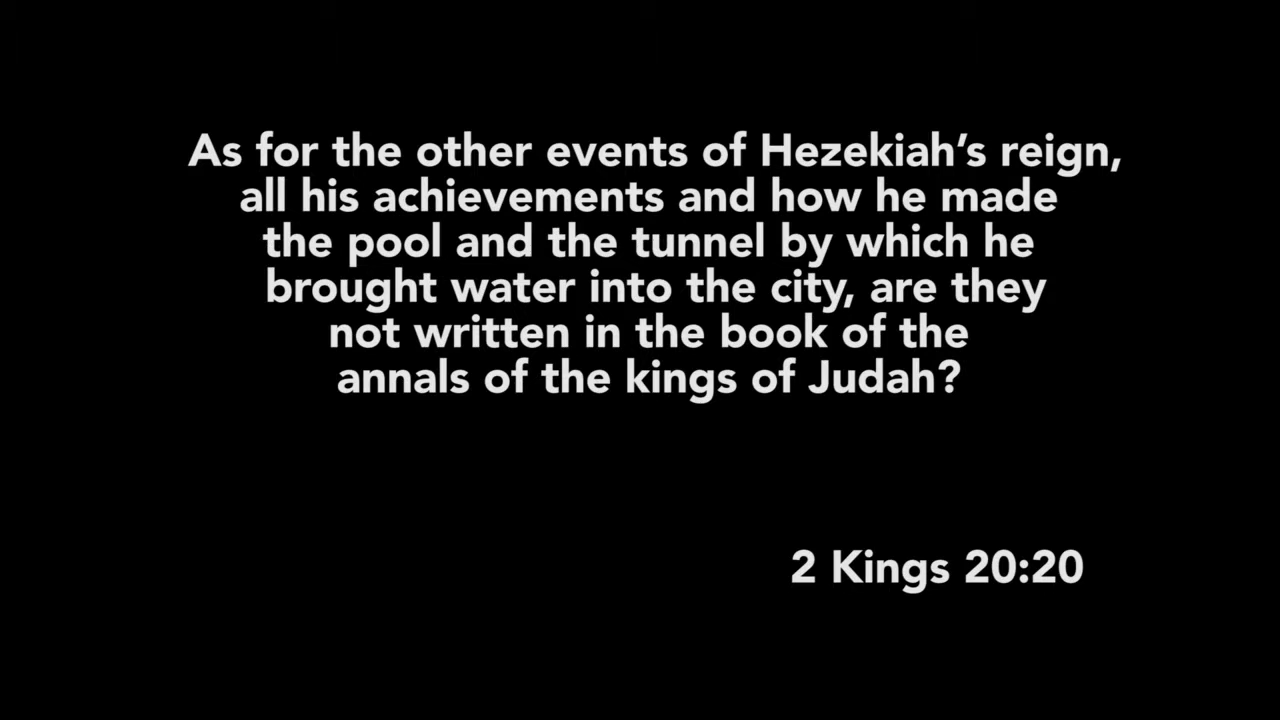 As for the other events of Hezekiah’s reign,
all his achievements and how he made
the pool and the tunnel by which he
brought water into the city, are they
not written in the book of the
annals of the kings of Judah?
2 Kings 20:20